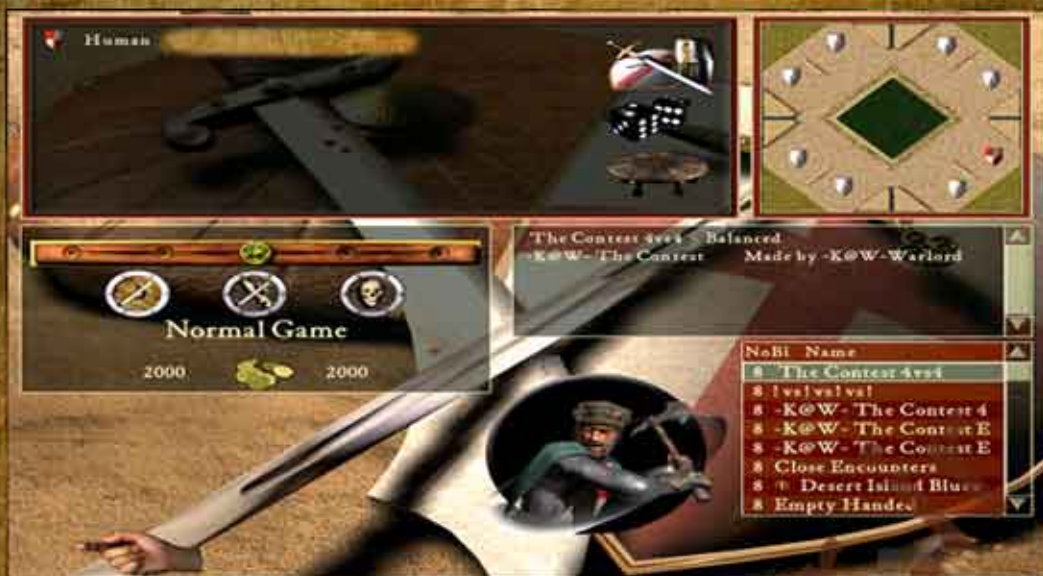 Human
The Contest 4vs4 - Balanced
-K@W- The Contest Made by -K@W-Warlord
Normal Game
2000 2000
NoBl Name
8 The Contest 4vs4
8 !vs!vs!vs!
8 -K@W- The Contest 4
8 -K@W- The Contest E
8 -K@W- The Contest E
8 Close Encounters
8 Desert Island Blues
8 Empty Handed